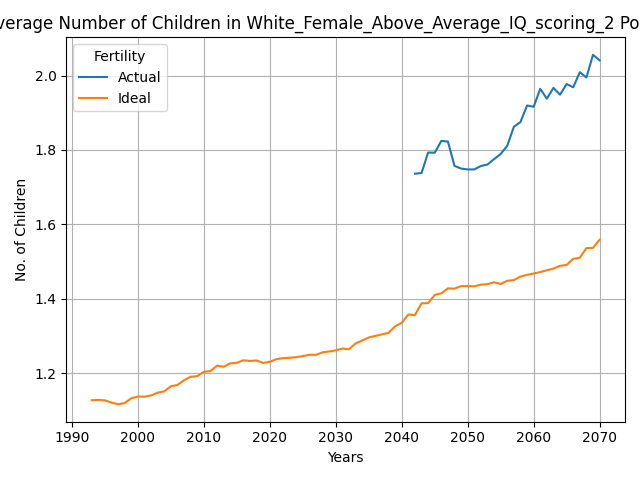 verage Number of Children in White_Female_Above_Average_IQ_scoring_2 Po
Fertility
Actual
Ideal
2.0
1.8
1.6
1.4
1.2
No. of Children
1990 2000 2010 2020 2030 2040 2050 2060 2070
Years